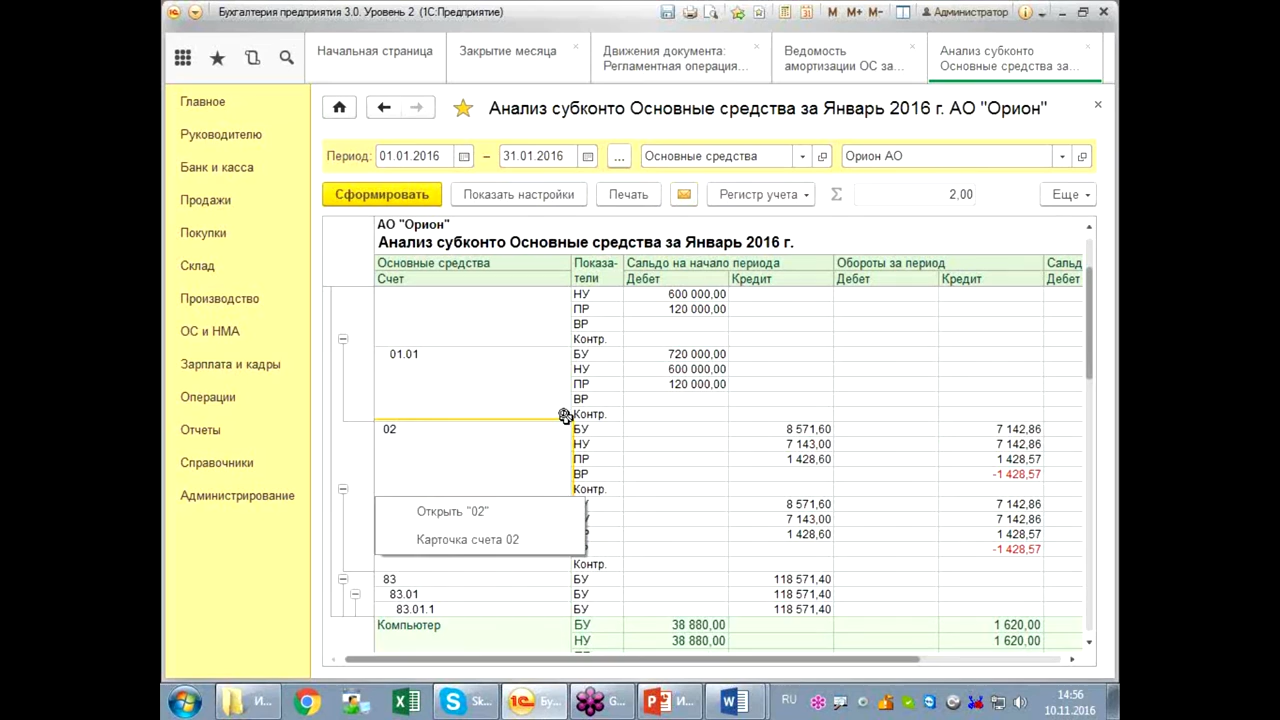 Бухгалтерия предприятия 3.0. Уровень 2 (1С:Предприятие)
M M+ M- Администратор
Начальная страница
Закрытие месяца
Движения документа:
Регламентная операция...
Ведомость
амортизации ОС за...
Анализ субконто
Основные средства за...
Главное
Руководителю
Банк и касса
Продажи
Покупки
Склад
Производство
ОС и НМА
Зарплата и кадры
Операции
Отчеты
Справочники
Администрирование
Анализ субконто Основные средства за Январь 2016 г. АО "Орион"
Период: 01.01.2016 – 31.01.2016 ... Основные средства Орион АО
Сформировать Показать настройки Печать Регистр учета Σ 2,00 Еще
АО "Орион"
Анализ субконто Основные средства за Январь 2016 г.
Основные средства Показа- Сальдо на начало периода Обороты за период Сальд
Счет тели Дебет Кредит Дебет Кредит Дебет
НУ 600 000,00
ПР 120 000,00
ВР
Контр.
01.01 БУ 720 000,00
НУ 600 000,00
ПР 120 000,00
ВР
Контр.
02 БУ 8 571,60 7 142,86
НУ 7 143,00 7 142,86
ПР 1 428,60 1 428,57
ВР -1 428,57
Контр.
8 571,60 7 142,86
Открыть "02" 7 143,00 7 142,86
1 428,60 1 428,57
Карточка счета 02 -1 428,57
Контр.
83 БУ 118 571,40
83.01 БУ 118 571,40
83.01.1 БУ 118 571,40
Компьютер БУ 38 880,00 1 620,00
НУ 38 880,00 1 620,00
И... Sk... Бу... G... И... RU
14:56
10.11.2016